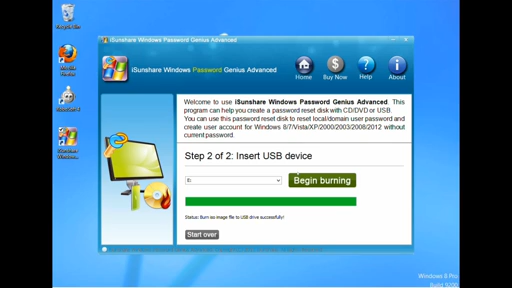 Recycle Bin
iSunshare Windows Password Genius Advanced
Mozilla Firefox
iSunshare Windows Password Genius Advanced
Home
Buy Now
Help
About
Welcome to use iSunshare Windows Password Genius Advanced. This
program can help you create a password reset disk with CD/DVD or USB.
You can use this password reset disk to reset local/domain user password and
create user account for Windows 8/7/Vista/XP/2000/2003/2008/2012 without
current password.
iSunshare
Windows...
Step 2 of 2: Insert USB device
E:
Begin burning
Status: Burn as image file to USB drive successfully!
Start over
Windows 8 Pro
Build 9200